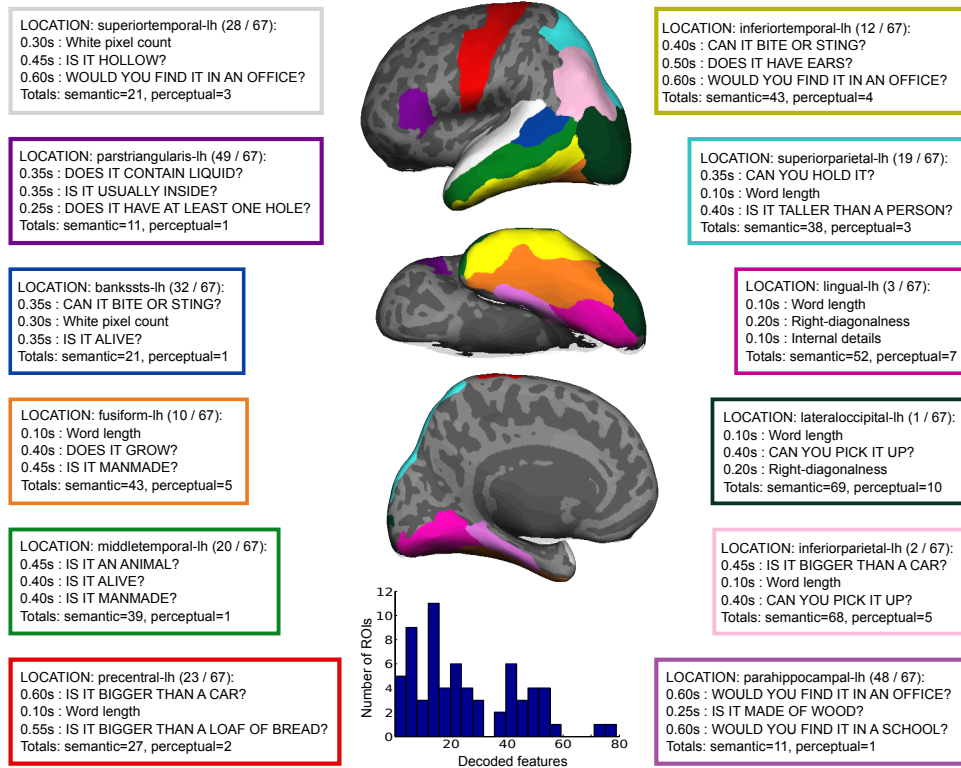 LOCATION: superiortemporal-lh (28 / 67):
0.30s : White pixel count
0.45s : IS IT HOLLOW?
0.60s : WOULD YOU FIND IT IN AN OFFICE?
Totals: semantic=21, perceptual=3
LOCATION: parstriangularis-lh (49 / 67):
0.35s : DOES IT CONTAIN LIQUID?
0.35s : IS IT USUALLY INSIDE?
0.25s : DOES IT HAVE AT LEAST ONE HOLE?
Totals: semantic=11, perceptual=1
LOCATION: bankssts-lh (32 / 67):
0.35s : CAN IT BITE OR STING?
0.30s : White pixel count
0.35s : IS IT ALIVE?
Totals: semantic=21, perceptual=1
LOCATION: fusiform-lh (10 / 67):
0.10s : Word length
0.40s : DOES IT GROW?
0.45s : IS IT MANMADE?
Totals: semantic=43, perceptual=5
LOCATION: middletemporal-lh (20 / 67):
0.45s : IS IT AN ANIMAL?
0.40s : IS IT ALIVE?
0.40s : IS IT MANMADE?
Totals: semantic=39, perceptual=1
LOCATION: precentral-lh (23 / 67):
0.60s : IS IT BIGGER THAN A CAR?
0.10s : Word length
0.55s : IS IT BIGGER THAN A LOAF OF BREAD?
Totals: semantic=27, perceptual=2
12
10
8
6
4
2
0
Number of ROIs
20
40
60
80
Decoded features
LOCATION: inferiortemporal-lh (12 / 67):
0.40s : CAN IT BITE OR STING?
0.50s : DOES IT HAVE EARS?
0.60s : WOULD YOU FIND IT IN AN OFFICE?
Totals: semantic=43, perceptual=4
LOCATION: superiorparietal-lh (19 / 67):
0.35s : CAN YOU HOLD IT?
0.10s : Word length
0.40s : IS IT TALLER THAN A PERSON?
Totals: semantic=38, perceptual=3
LOCATION: lingual-lh (3 / 67):
0.10s : Word length
0.20s : Right-diagonalness
0.10s : Internal details
Totals: semantic=52, perceptual=7
LOCATION: lateraloccipital-lh (1 / 67):
0.10s : Word length
0.40s : CAN YOU PICK IT UP?
0.20s : Right-diagonalness
Totals: semantic=69, perceptual=10
LOCATION: inferiorparietal-lh (2 / 67):
0.45s : IS IT BIGGER THAN A CAR?
0.10s : Word length
0.40s : CAN YOU PICK IT UP?
Totals: semantic=68, perceptual=5
LOCATION: parahippocampal-lh (48 / 67):
0.60s : WOULD YOU FIND IT IN AN OFFICE?
0.25s : IS IT MADE OF WOOD?
0.60s : WOULD YOU FIND IT IN A SCHOOL?
Totals: semantic=11, perceptual=1